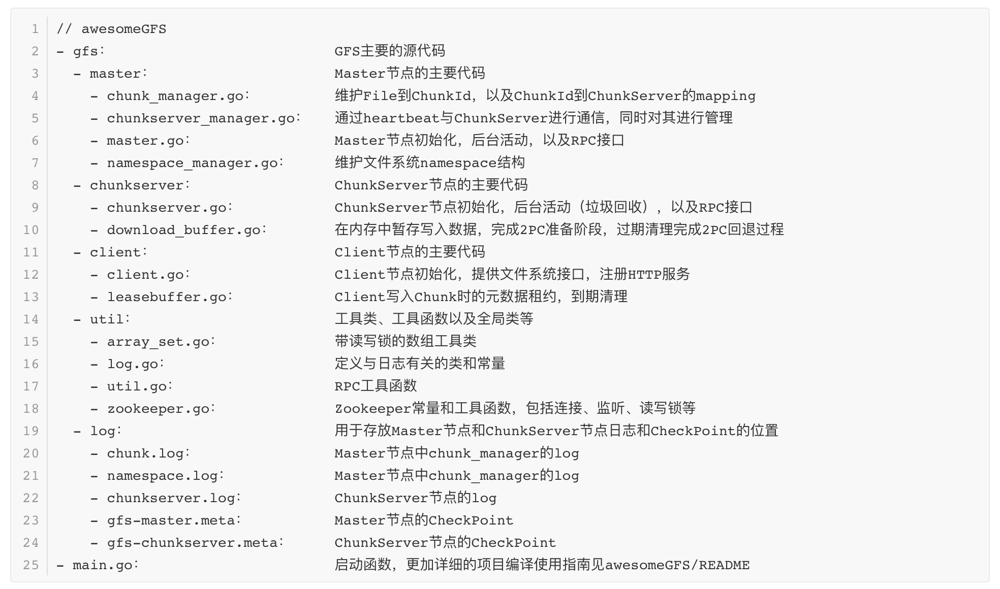 1 // awesomeGFS
2 - gfs: GFS主要的源代码
3 - master: Master节点的主要代码
4 - chunk_manager.go: 维护File到ChunkId，以及ChunkId到ChunkServer的mapping
5 - chunkserver_manager.go: 通过heartbeat与ChunkServer进行通信，同时对其进行管理
6 - master.go: Master节点初始化，后台活动，以及RPC接口
7 - namespace_manager.go: 维护文件系统namespace结构
8 - chunkserver: ChunkServer节点的主要代码
9 - chunkserver.go: ChunkServer节点初始化，后台活动（垃圾回收），以及RPC接口
10 - download_buffer.go: 在内存中暂存写入数据，完成2PC准备阶段，过期清理完成2PC回退过程
11 - client: Client节点的主要代码
12 - client.go: Client节点初始化，提供文件系统接口，注册HTTP服务
13 - leasebuffer.go: Client写入Chunk时的元数据租约，到期清理
14 - util: 工具类、工具函数以及全局类等
15 - array_set.go: 带读写锁的数组工具类
16 - log.go: 定义与日志有关的类和常量
17 - util.go: RPC工具函数
18 - zookeeper.go: Zookeeper常量和工具函数，包括连接、监听、读写锁等
19 - log: 用于存放Master节点和ChunkServer节点日志和CheckPoint的位置
20 - chunk.log: Master节点中chunk_manager的log
21 - namespace.log: Master节点中chunk_manager的log
22 - chunkserver.log: ChunkServer节点的log
23 - gfs-master.meta: Master节点的CheckPoint
24 - gfs-chunkserver.meta: ChunkServer节点的CheckPoint
25 - main.go: 启动函数，更加详细的项目编译使用指南见awesomeGFS/README